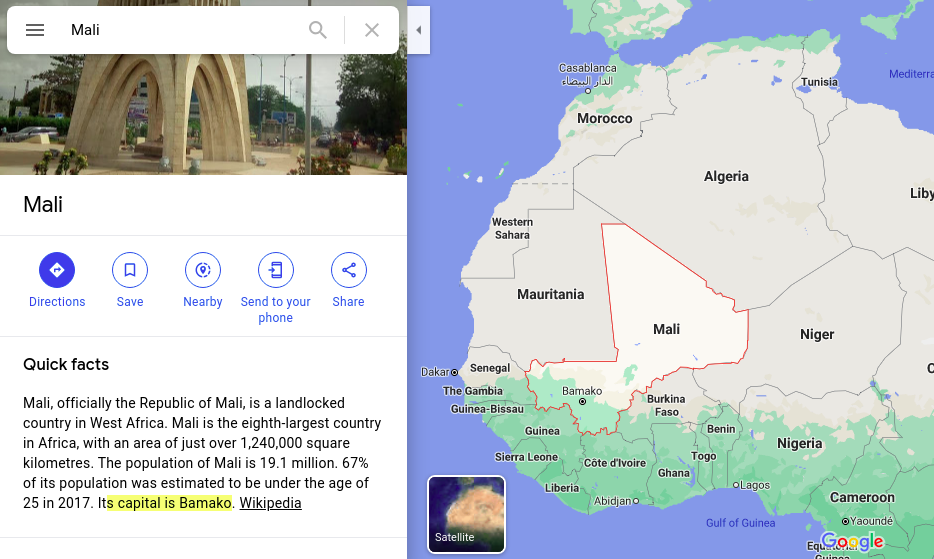 Mali
Mali
Directions
Save
Nearby
Send to your
phone
Share
Quick facts
Mali, officially the Republic of Mali, is a landlocked
country in West Africa. Mali is the eighth-largest country
in Africa, with an area of just over 1,240,000 square
kilometres. The population of Mali is 19.1 million. 67%
of its population was estimated to be under the age of
25 in 2017. Its capital is Bamako. Wikipedia
Casablanca
الدار البيضاء
Tunisia
Mediterra
Morocco
Algeria
Liby
Western
Sahara
Mauritania
Mali
Niger
Dakar
Senegal
C
The Gambia
Bamako
Burkina
Faso
Guinea-Bissau
Guinea
Benin
Nigeria
Sierra Leone
Côte d'Ivoire
Togo
Ghana
Liberia
Lagos
Abidjan
Cameroon
Gulf of Guinea
Yaoundé
Equato
Guinea
Google
Satellite